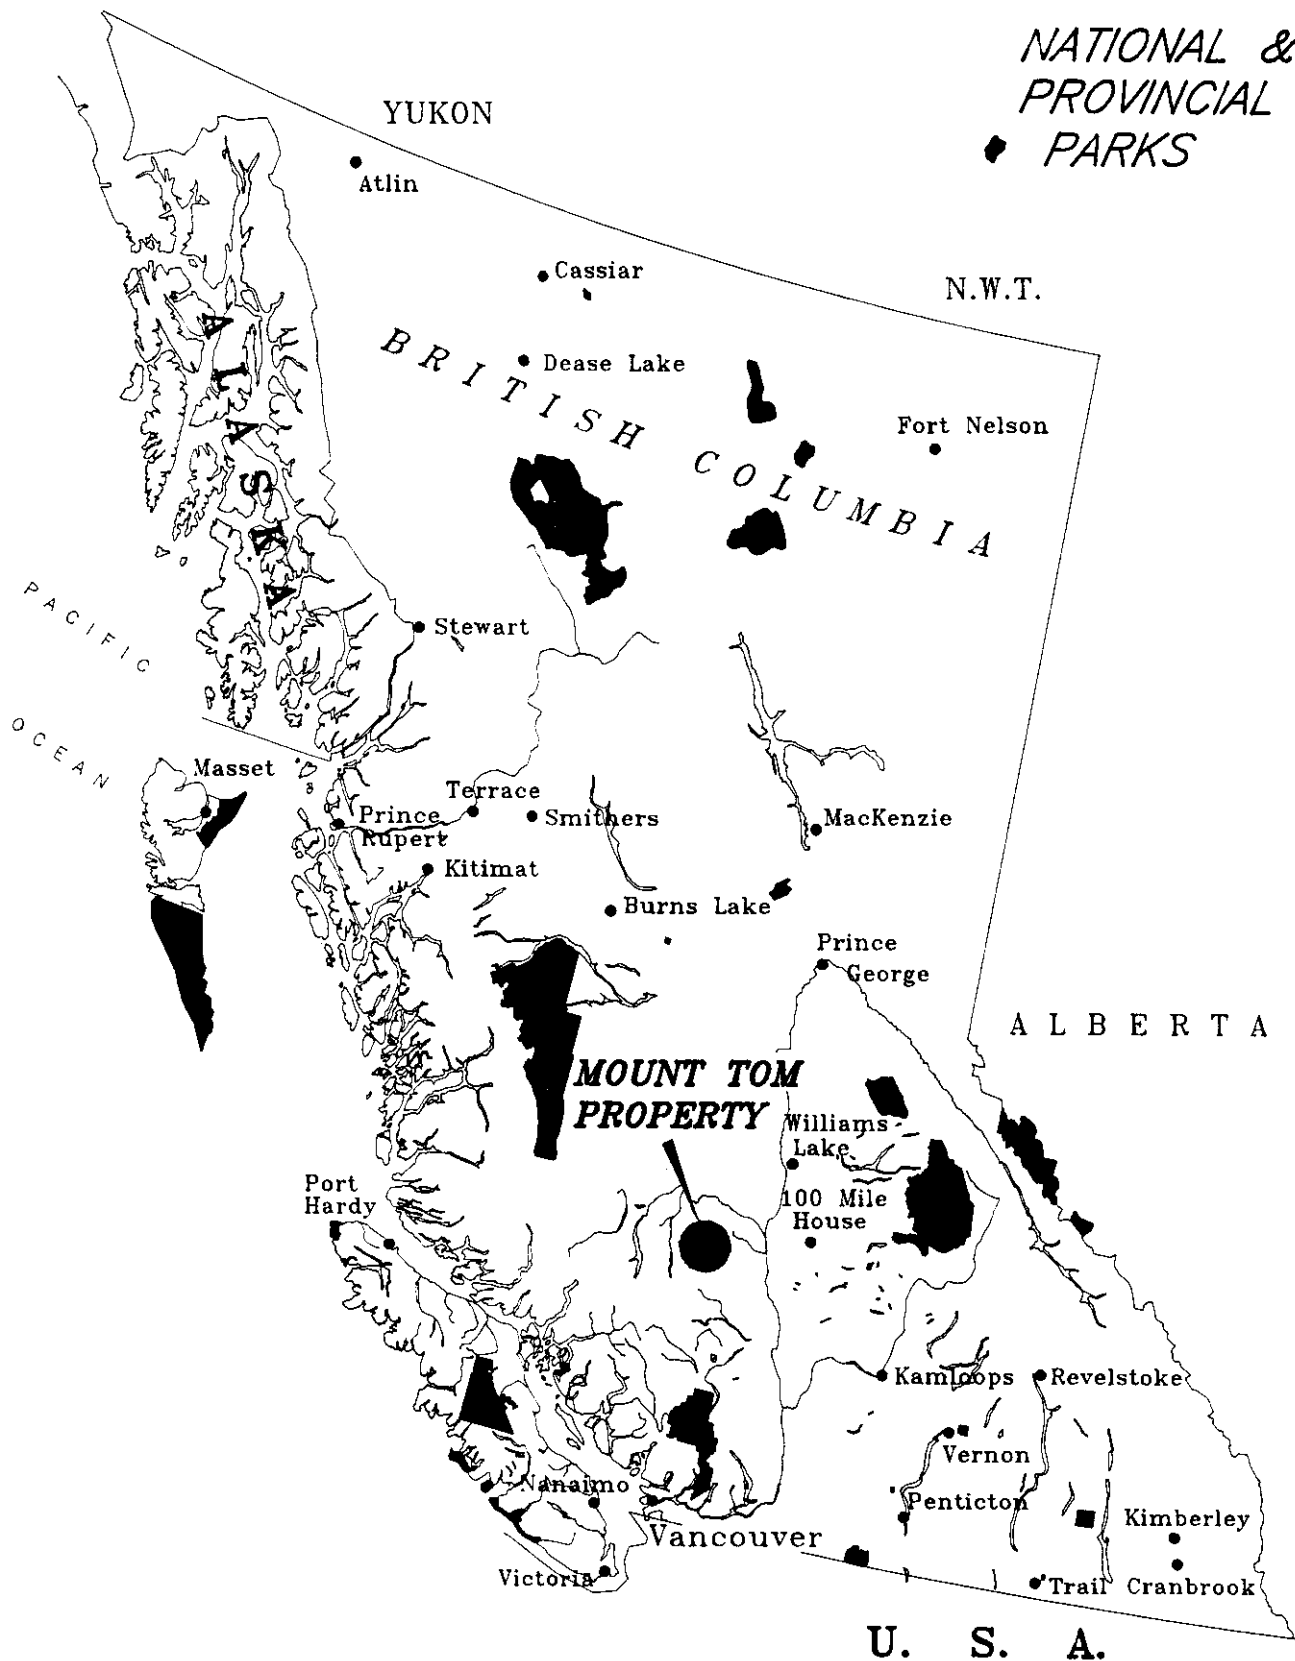 NATIONAL &
PROVINCIAL
PARKS
YUKON
Atlin
Cassiar
N.W.T.
Dease Lake
BRITISH COLUMBIA
Fort Nelson
ALASKA
PACIFIC
OCEAN
Stewart
Masset
Terrace
Prince
Rupert
Smithers
MacKenzie
Kitimat
Burns Lake
Prince
George
ALBERTA
MOUNT TOM
PROPERTY
Williams
Lake
Port
Hardy
100 Mile
House
Kamloops
Revelstoke
Vernon
Nanaimo
Penticton
Kimberley
Vancouver
Victoria
Trail
Cranbrook
U. S. A.